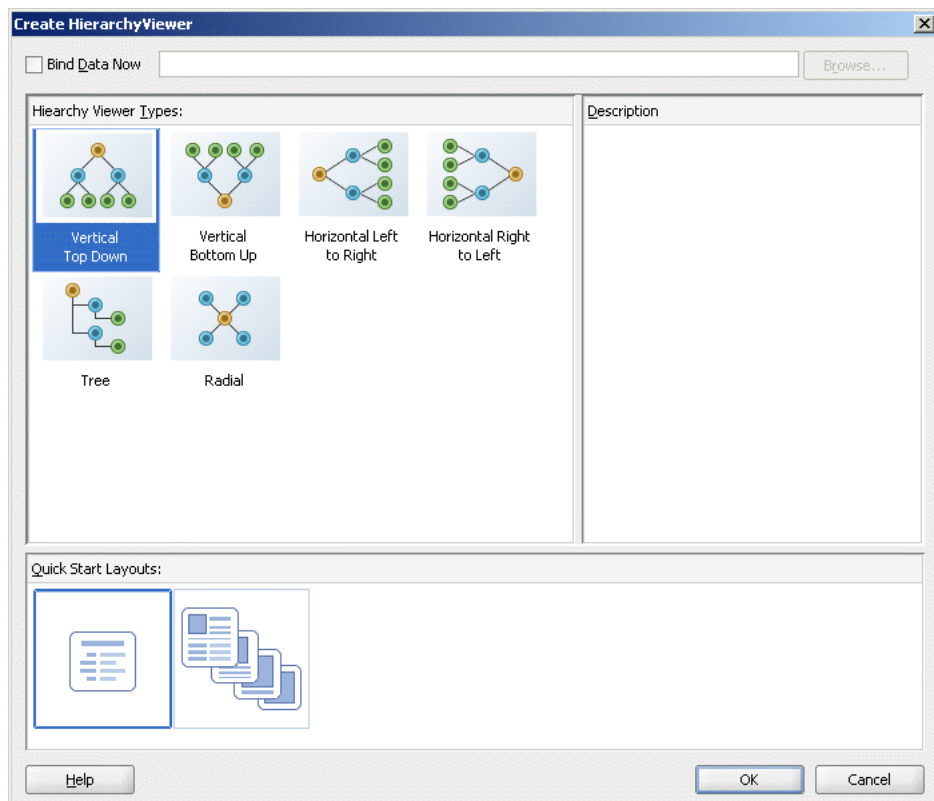 Create HierarchyViewer
Bind Data Now
Browse...
Hiearchy Viewer Types:
Description
Vertical
Top Down
Vertical
Bottom Up
Horizontal Left
to Right
Horizontal Right
to Left
Tree
Radial
Quick Start Layouts:
Help
OK
Cancel